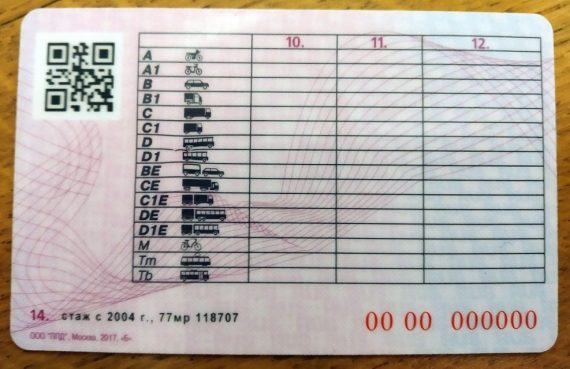 10. 11. 12.
A
A1
B
B1
C
C1
D
D1
BE
CE
C1E
DE
D1E
M
Tm
Tb
14. стаж с 2004 г., 77мр 118707
00 00 000000
ООО "ППД", Москва, 2017, «Б».